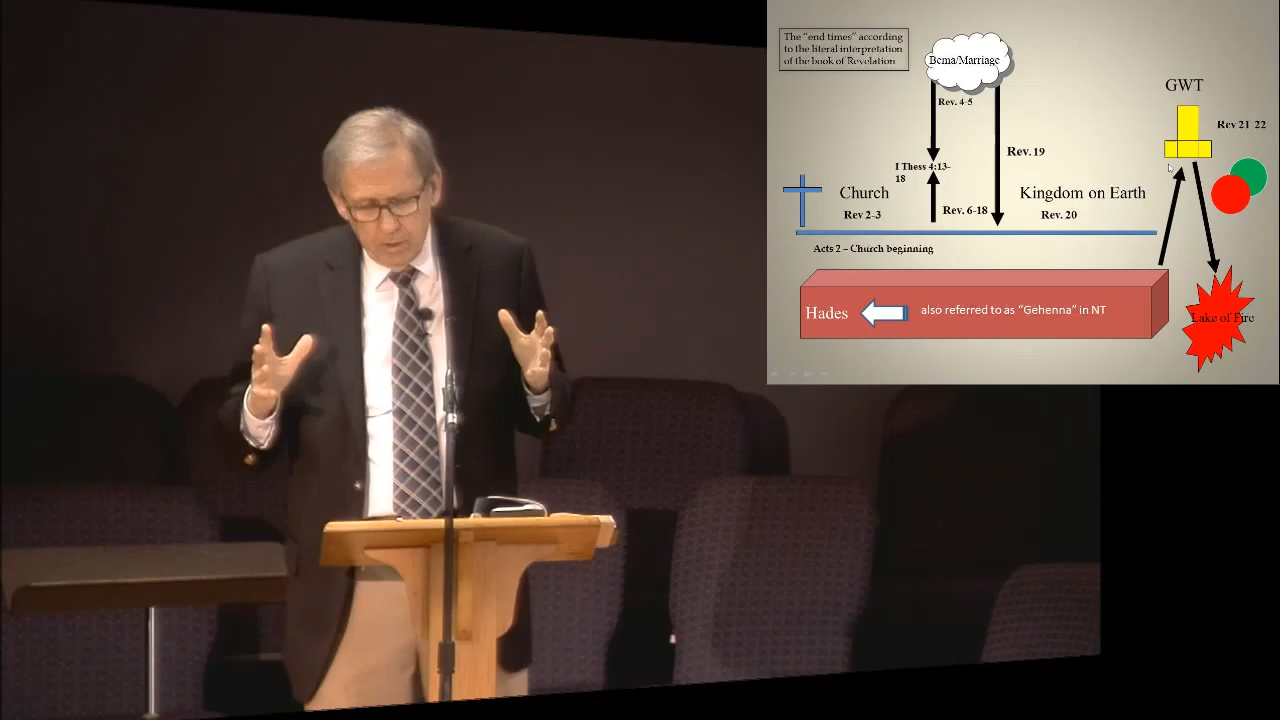 The "end times" according
to the literal interpretation
of the book of Revelation
Bema/Marriage
Rev. 4-5
GWT
Rev 21-22
Rev. 19
I Thess 4:13-
18
Church
Kingdom on Earth
Rev 2-3
Rev. 6-18
Rev. 20
Acts 2 – Church beginning
Hades
also referred to as "Gehenna" in NT
Lake of Fire